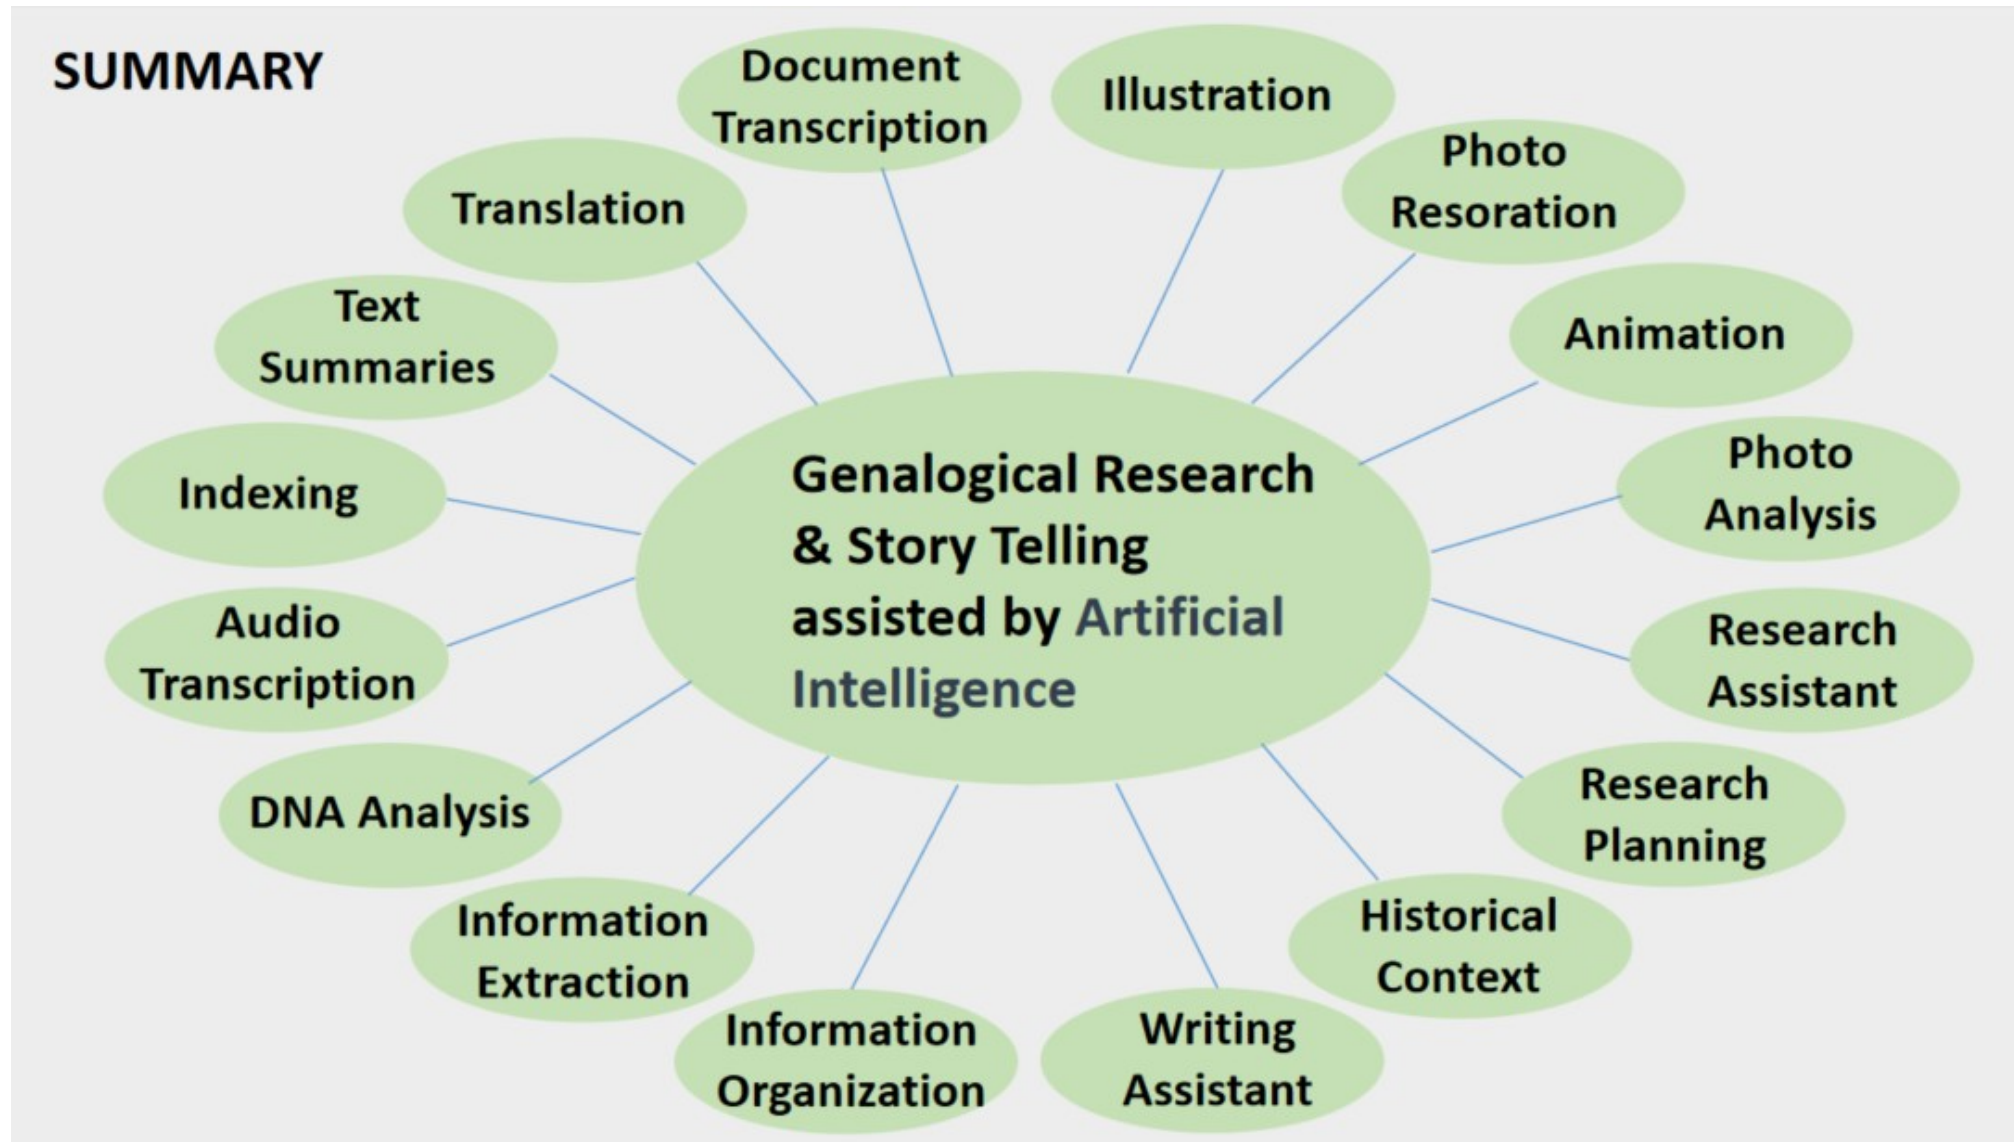 SUMMARY
Document
Transcription
Illustration
Photo
Resoration
Translation
Animation
Text
Summaries
Photo
Analysis
Indexing
Genalogical Research
& Story Telling
assisted by Artificial
Intelligence
Research
Assistant
Audio
Transcription
Research
Planning
DNA Analysis
Historical
Context
Information
Extraction
Writing
Assistant
Information
Organization